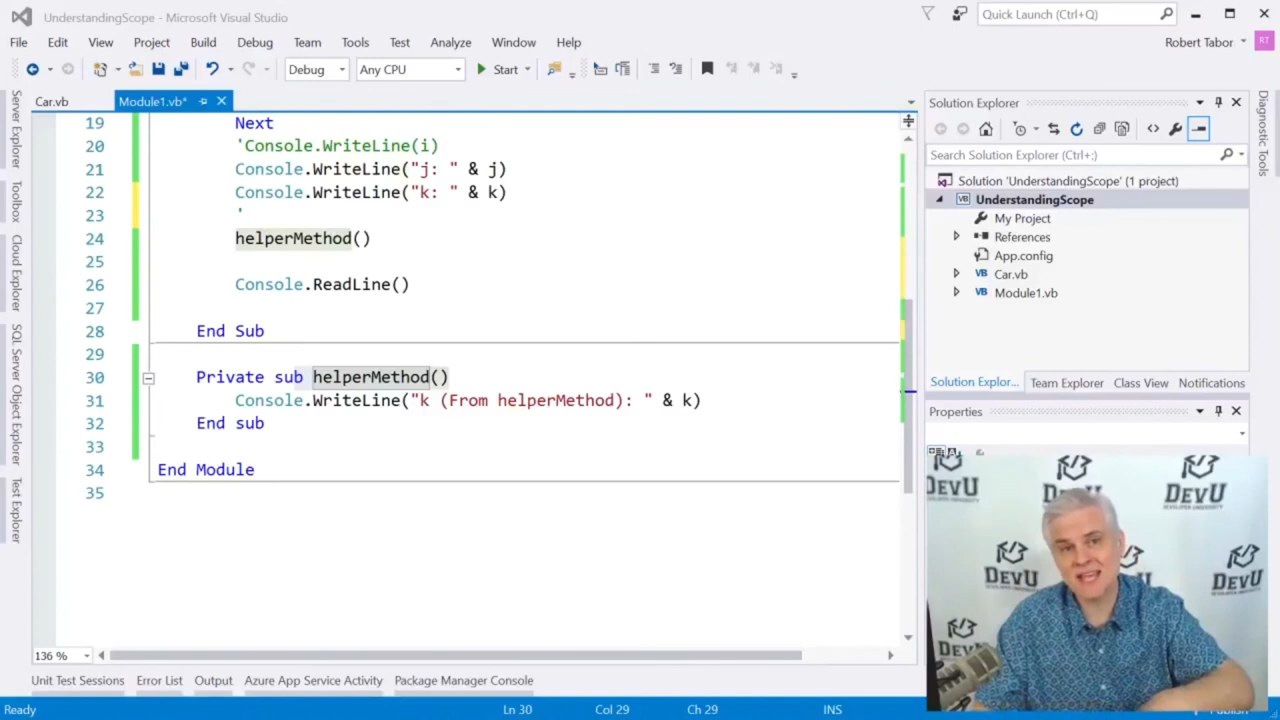 UnderstandingScope - Microsoft Visual Studio
Quick Launch (Ctrl+Q)
File Edit View Project Build Debug Team Tools Test Analyze Window Help
Robert Tabor RT
Debug Any CPU Start
Car.vb Module1.vb*
Server Explorer
Toolbox
Cloud Explorer
SQL Server Object Explorer
Test Explorer
19 Next
20 'Console.WriteLine(i)
21 Console.WriteLine("j: " & j)
22 Console.WriteLine("k: " & k)
23 '
24 helperMethod()
25
26 Console.ReadLine()
27
28 End Sub
29
30 Private sub helperMethod()
31 Console.WriteLine("k (From helperMethod): " & k)
32 End sub
33
34 End Module
35
136 %
Solution Explorer
Search Solution Explorer (Ctrl+;)
Solution 'UnderstandingScope' (1 project)
VB UnderstandingScope
My Project
References
App.config
VB Car.vb
VB Module1.vb
Solution Explor... Team Explorer Class View Notifications
Properties
Diagnostic Tools
DEVU
DEVU
DEVU
DEVELOPER UNIVERSITY
DEVU
DEVU
DEVU
Unit Test Sessions Error List Output Azure App Service Activity Package Manager Console
Ready Ln 30 Col 29 Ch 29 INS